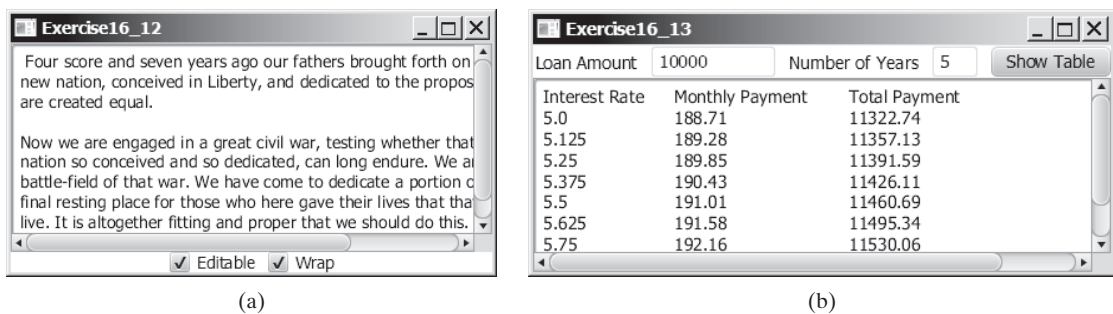 Exercise16_12
Four score and seven years ago our fathers brought forth on
new nation, conceived in Liberty, and dedicated to the propos
are created equal.
Now we are engaged in a great civil war, testing whether that
nation so conceived and so dedicated, can long endure. We ar
battle-field of that war. We have come to dedicate a portion o
final resting place for those who here gave their lives that tha
live. It is altogether fitting and proper that we should do this.
Editable Wrap
(a)
Exercise16_13
Loan Amount 10000 Number of Years 5 Show Table
Interest Rate Monthly Payment Total Payment
5.0 188.71 11322.74
5.125 189.28 11357.13
5.25 189.85 11391.59
5.375 190.43 11426.11
5.5 191.01 11460.69
5.625 191.58 11495.34
5.75 192.16 11530.06
(b)